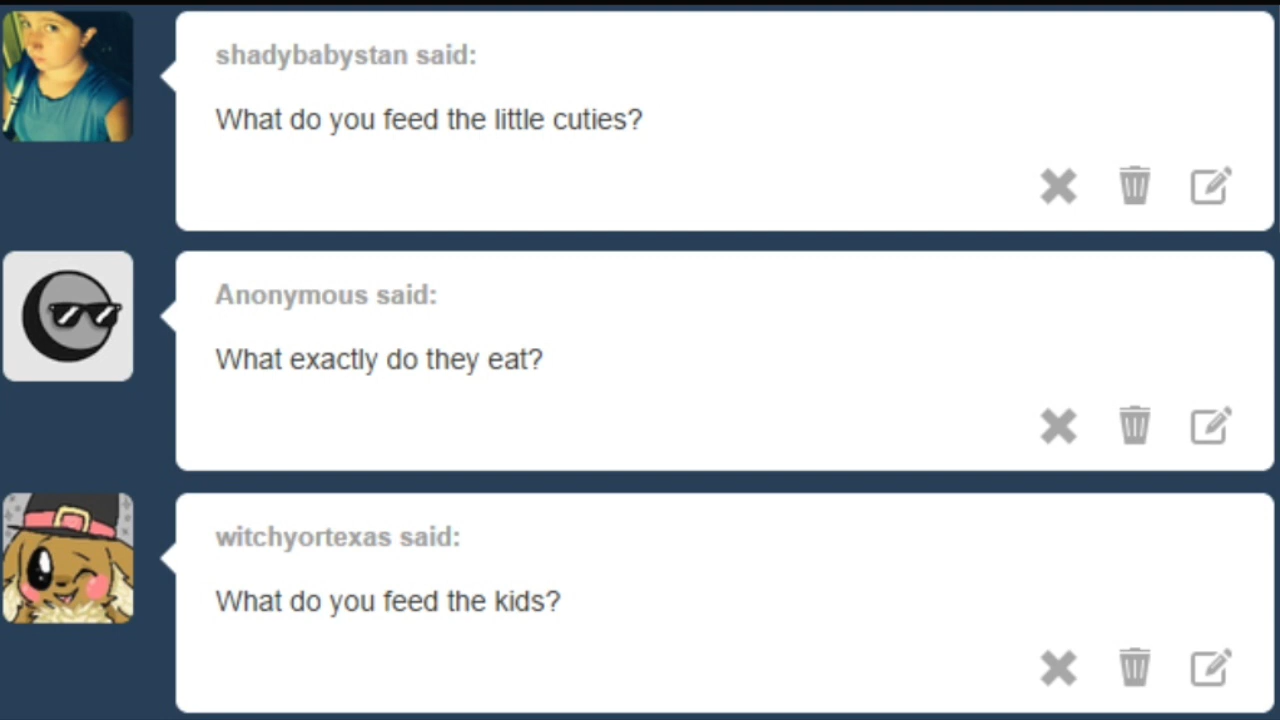 shadybabystan said:
What do you feed the little cuties?
Anonymous said:
What exactly do they eat?
witchyortexas said:
What do you feed the kids?